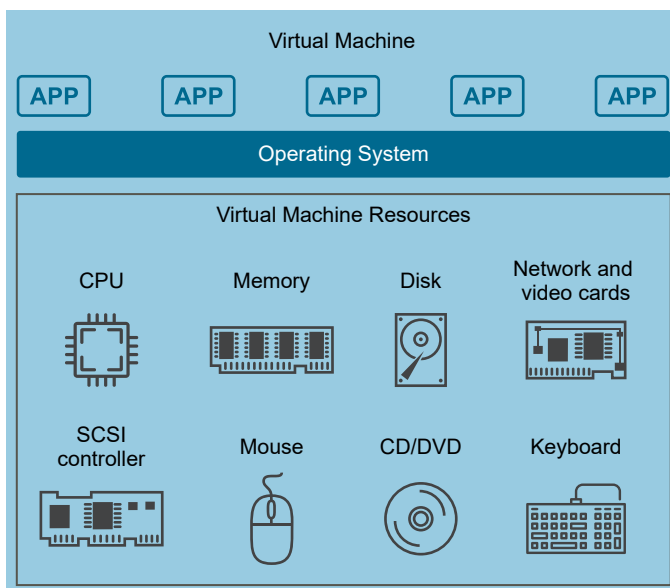 Virtual Machine
APP APP APP APP APP
Operating System
Virtual Machine Resources
CPU
Memory
Disk
Network and
video cards
SCSI
controller
Mouse
CD/DVD
Keyboard